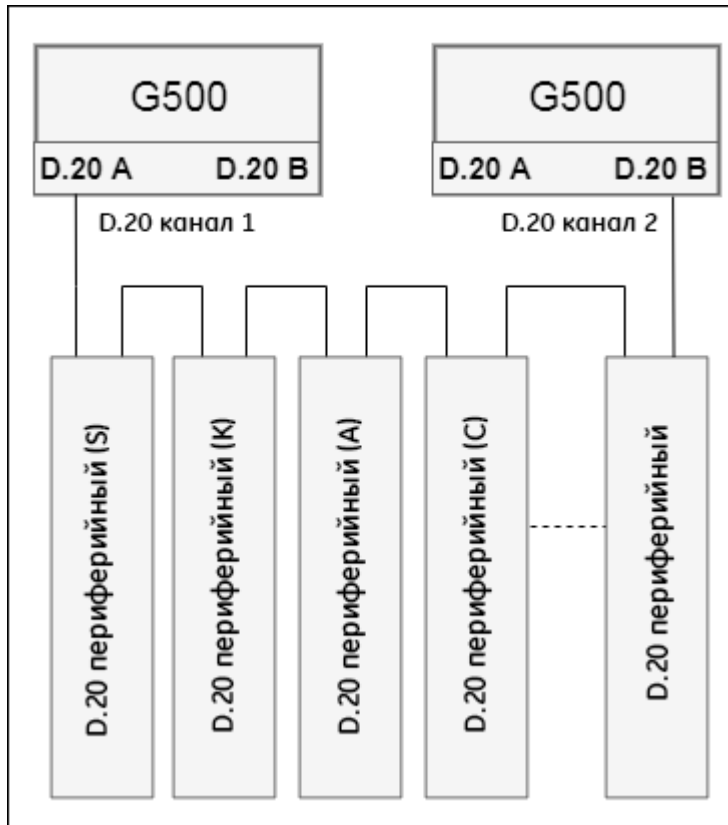 G500
G500
D.20 A
D.20 B
D.20 A
D.20 B
D.20 канал 1
D.20 канал 2
D.20 периферийный (S)
D.20 периферийный (K)
D.20 периферийный (A)
D.20 периферийный (C)
D.20 периферийный